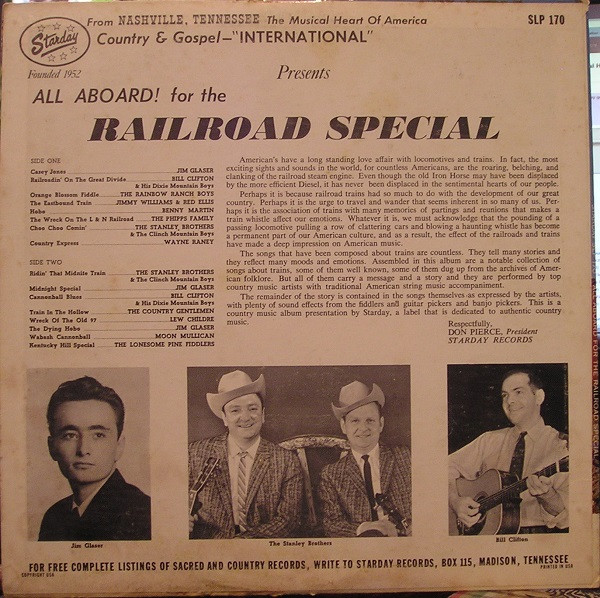 Starday
From NASHVILLE, TENNESSEE The Musical Heart Of America
SLP 170
Country & Gospel-"INTERNATIONAL"
Founded 1952
Presents
ALL ABOARD! for the
RAILROAD SPECIAL
SIDE ONE
Casey Jones JIM GLASER
Railroadin' On The Great Divide BILL CLIFTON
& His Dixie Mountain Boys
Orange Blossom Fiddle THE RAINBOW RANCH BOYS
The Eastbound Train JIMMY WILLIAMS & RED ELLIS
Hobo BENNY MARTIN
The Wreck On The L & N Railroad THE PHIPPS FAMILY
Choo Choo Comin' THE STANLEY BROTHERS
& The Clinch Mountain Boys
Country Express WAYNE RANEY
SIDE TWO
Ridin' That Midnite Train THE STANLEY BROTHERS
& The Clinch Mountain Boys
Midnight Special JIM GLASER
Cannonball Blues BILL CLIFTON
& His Dixie Mountain Boys
Train In The Hollow THE COUNTRY GENTLEMEN
Wreck Of The Old 97 LEW CHILDRE
The Dying Hobo JIM GLASER
Wabash Cannonball MOON MULLICAN
Kentucky Hill Special THE LONESOME PINE FIDDLERS
American's have a long standing love affair with locomotives and trains. In fact, the most
exciting sights and sounds in the world, for countless Americans, are the roaring, belching, and
clanking of the railroad steam engine. Even though the old Iron Horse may have been displaced
by the more efficient Diesel, it has never been displaced in the sentimental hearts of our people.
Perhaps it is because railroad trains had so much to do with the development of our great
country. Perhaps it is the urge to travel and wander that seems inherent in so many of us. Per-
haps it is the association of trains with many memories of partings and reunions that makes a
train whistle affect our emotions. Whatever it is, we must acknowledge that the pounding of a
passing locomotive pulling a row of clattering cars and blowing a haunting whistle has become
a permanent part of our American culture, and as a result, the effect of the railroads and trains
have made a deep impression on American music.
The songs that have been composed about trains are countless. They tell many stories and
they reflect many moods and emotions. Assembled in this album are a notable collection of
songs about trains, some of them well known, some of them dug up from the archives of Amer-
ican folklore. But all of them carry a message and a story and they are performed by top
country music artists with traditional American string music accompaniment.
The remainder of the story is contained in the songs themselves as expressed by the artists,
with plenty of sound effects from the fiddlers and guitar pickers and banjo pickers. This is a
country music album presentation by Starday, a label that is dedicated to authentic country
music.
Respectfully,
DON PIERCE, President
STARDAY RECORDS
Jim Glaser
The Stanley Brothers
Bill Clifton
FOR FREE COMPLETE LISTINGS OF SACRED AND COUNTRY RECORDS, WRITE TO STARDAY RECORDS, BOX 115, MADISON, TENNESSEE
COPYRIGHT USA
PRINTED IN USA
FOR THE RAILROAD SPECIAL